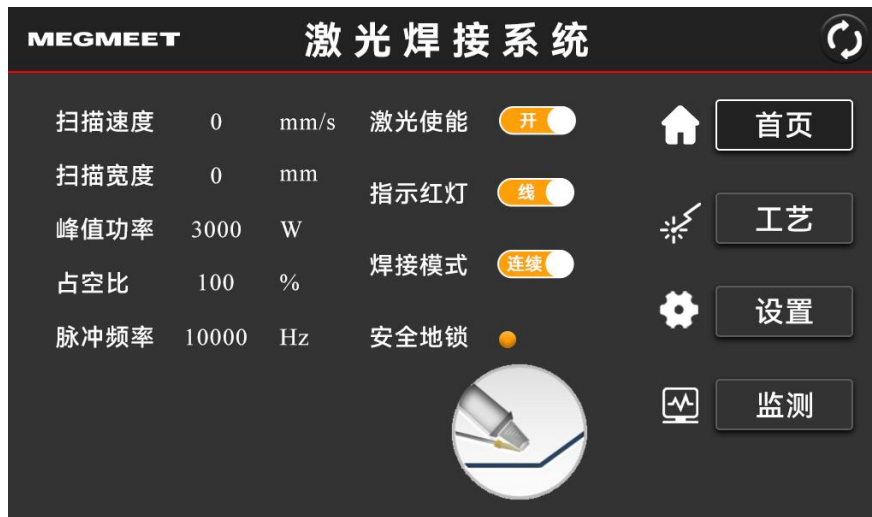 MEGMEET 激光焊接系统
扫描速度 0 mm/s 激光使能 开 首页
扫描宽度 0 mm 指示红灯 线
峰值功率 3000 W 工艺
占空比 100 % 焊接模式 连续 设置
脉冲频率 10000 Hz 安全地锁
监测